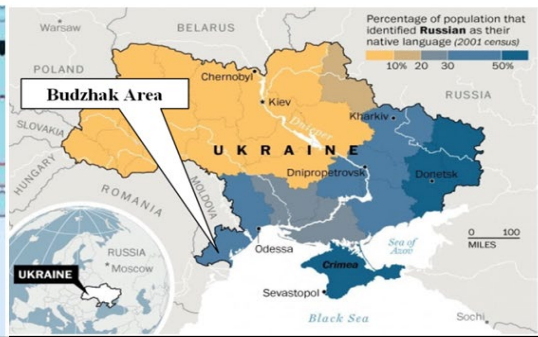 Percentage of population that
identified Russian as their
native language (2001 census)
10% 20 30 50%
Warsaw
BELARUS
POLAND
Chernobyl
Budzhak Area
Kiev
RUSSIA
Kharkiv
Dnieper
SLOVAKIA
UKRAINE
HUNGARY
Dnipropetrovsk
Donetsk
MOLDOVA
ROMANIA
Odessa
Sea of
Azov
0 100
MILES
RUSSIA
Moscow
UKRAINE
Crimea
Sevastopol
Black Sea
Sochi